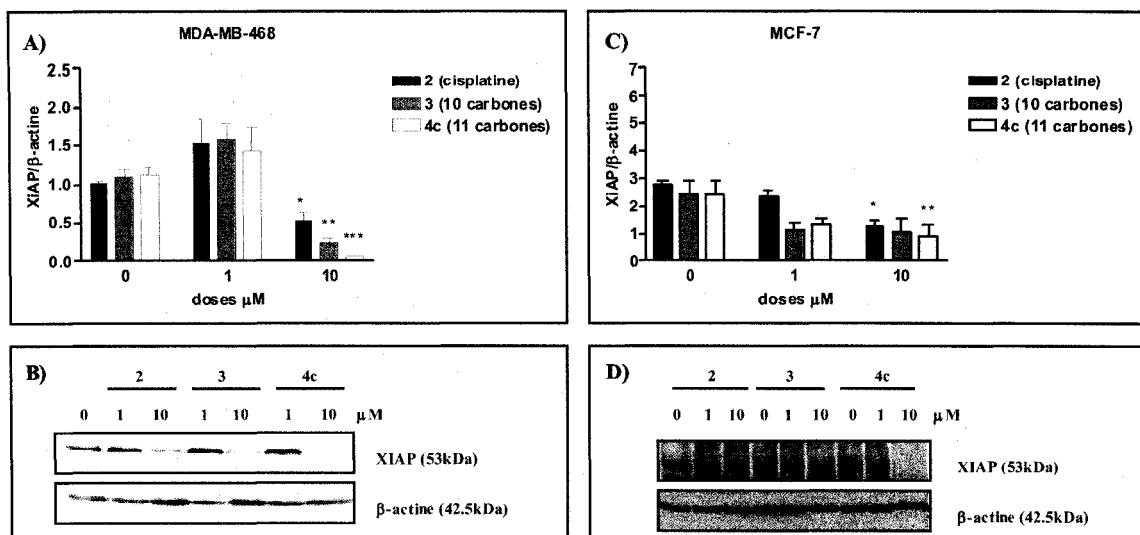 A)
MDA-MB-468
XiAP/β-actine
2.5
2.0
1.5
1.0
0.5
0.0
* ** ***
0 1 10
doses μM
2 (cisplatine)
3 (10 carbones)
4c (11 carbones)
C)
MCF-7
XiAP/β-actine
7
6
5
4
3
2
1
0
* **
0 1 10
doses μM
2 (cisplatine)
3 (10 carbones)
4c (11 carbones)
B)
2 3 4c
0 1 10 1 10 1 10 μM
XIAP (53kDa)
β-actine (42.5kDa)
D)
2 3 4c
0 1 10 0 1 10 0 1 10 μM
XIAP (53kDa)
β-actine (42.5kDa)